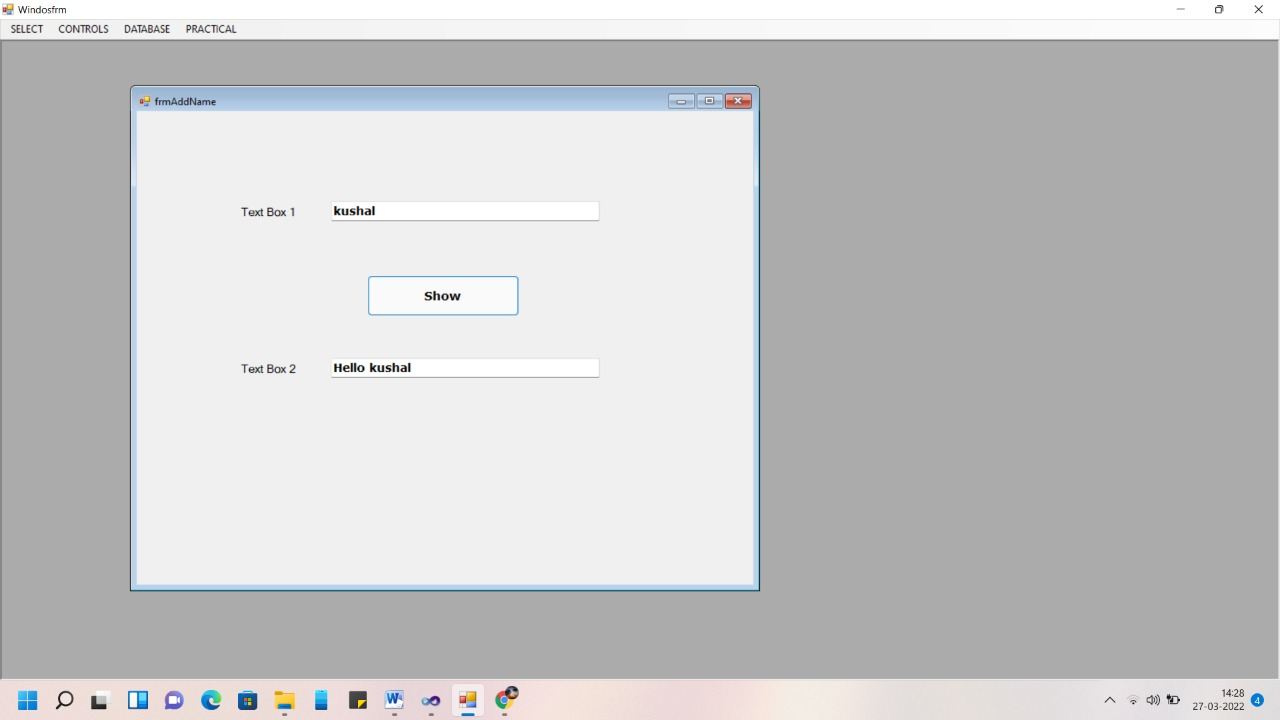 Windosfrm
SELECT CONTROLS DATABASE PRACTICAL
frmAddName
Text Box 1 kushal
Show
Text Box 2 Hello kushal
14:28
27-03-2022
4